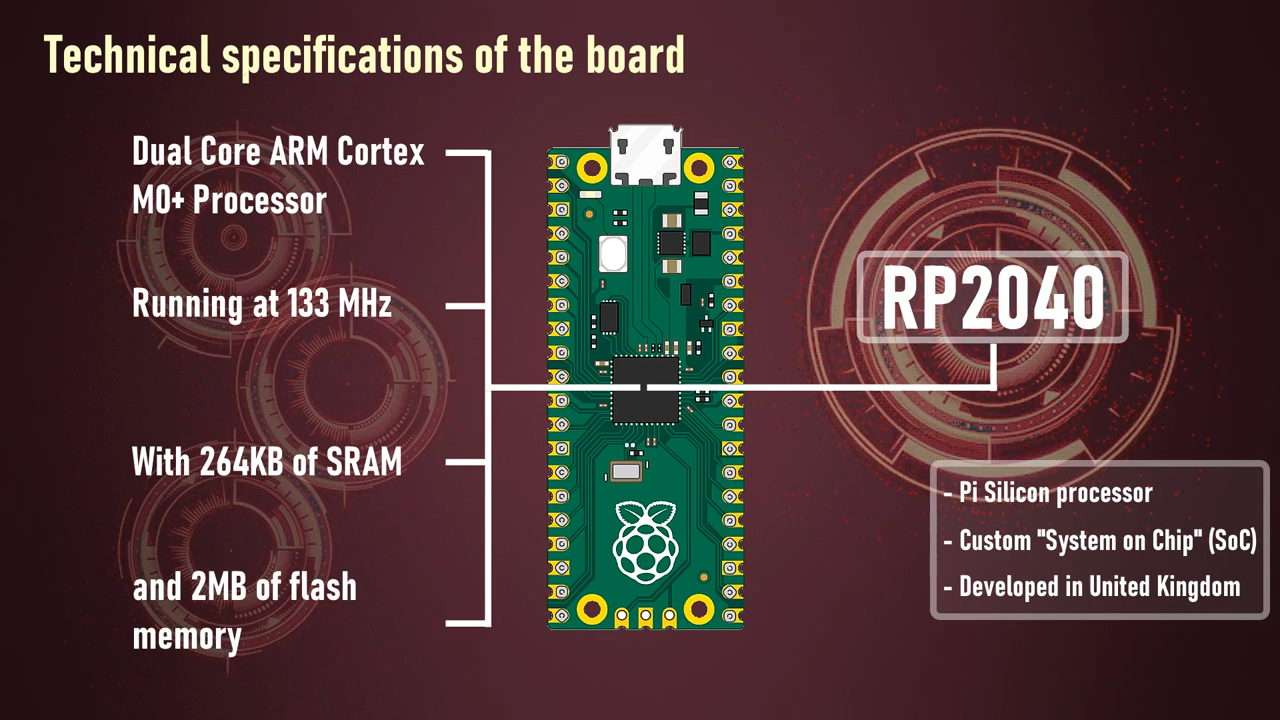 Technical specifications of the board
Dual Core ARM Cortex
M0+ Processor
Running at 133 MHz
With 264KB of SRAM
and 2MB of flash
memory
RP2040
- Pi Silicon processor
- Custom "System on Chip" (SoC)
- Developed in United Kingdom